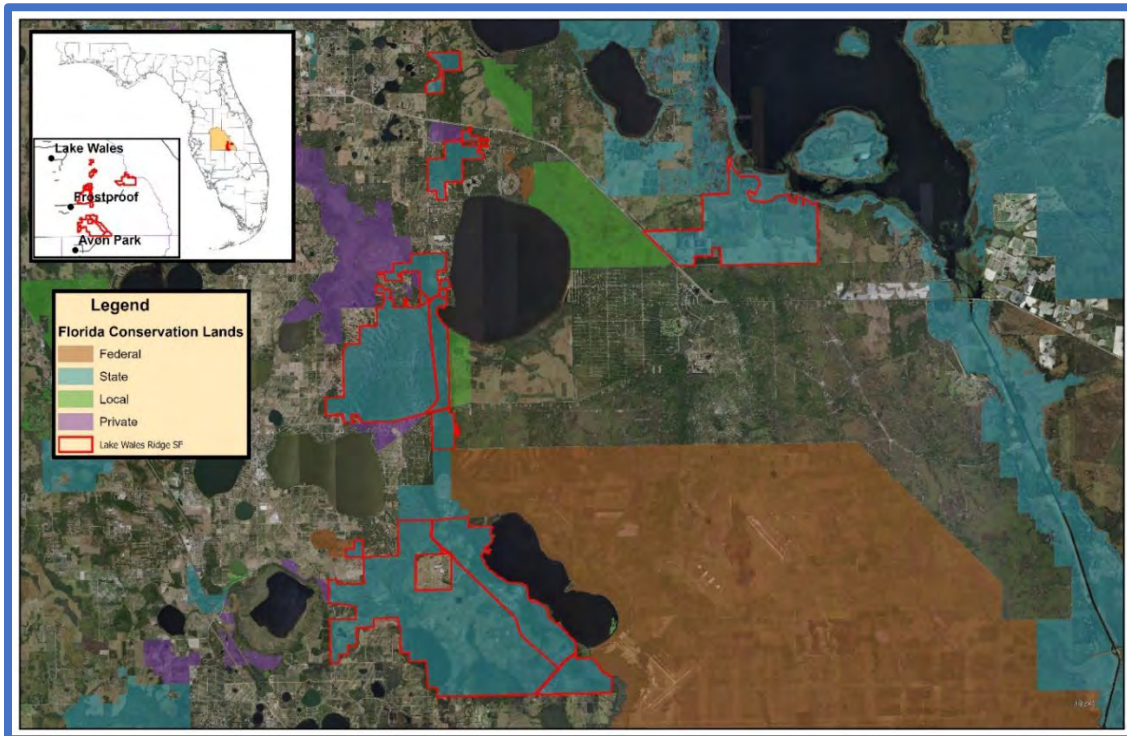 Lake Wales
Frostproof
Avon Park
Legend
Florida Conservation Lands
Federal
State
Local
Private
Lake Wales Ridge SF